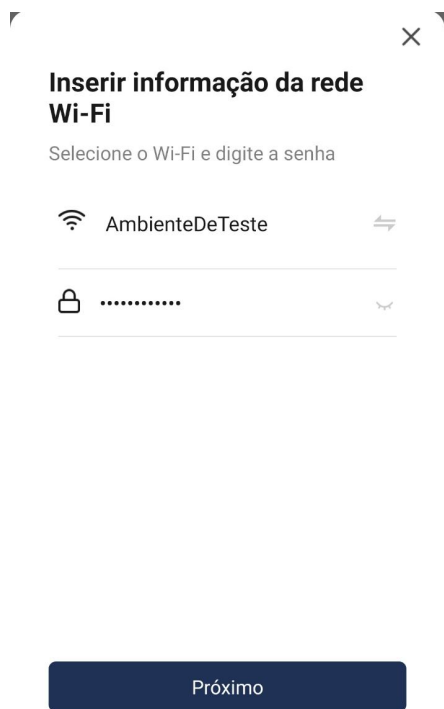 Inserir informação da rede
Wi-Fi
Selecione o Wi-Fi e digite a senha
AmbienteDeTeste
••••••••••••
Próximo